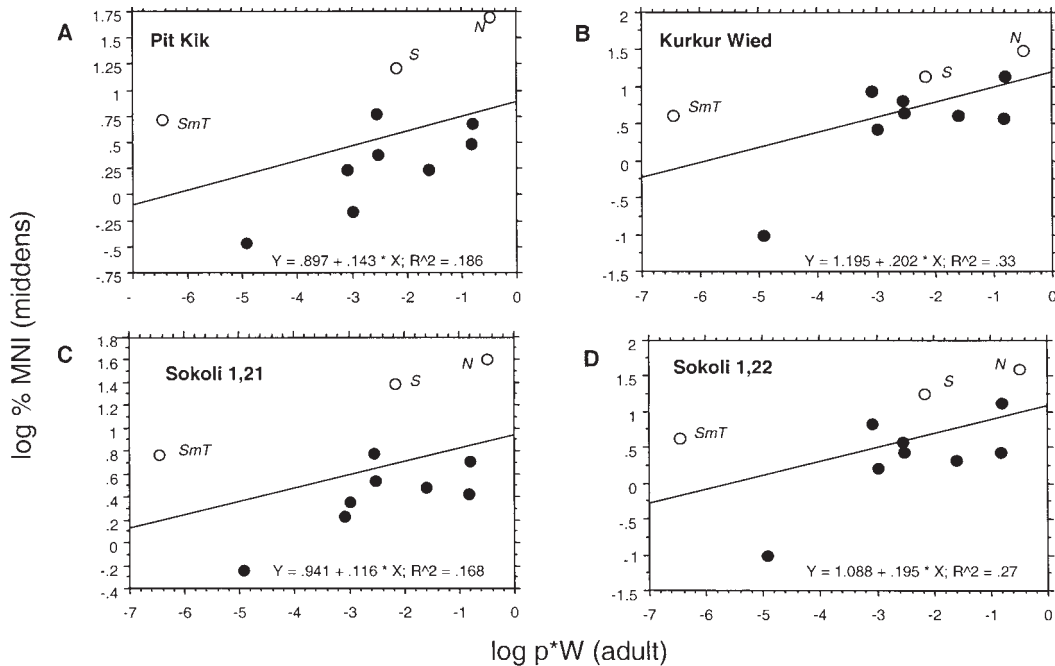 A
Pit Kik
1.75
1.5
1.25
1
.75
.5
.25
0
-.25
-.5
-.75
N
S
SmT
Y = .897 + .143 * X; R^2 = .186
- -6 -5 -4 -3 -2 -1 0
B
Kurkur Wied
2
1.5
1
.5
0
-.5
-1
-1.5
N
S
SmT
Y = 1.195 + .202 * X; R^2 = .33
-7 -6 -5 -4 -3 -2 -1 0
C
Sokoli 1,21
1.8
1.6
1.4
1.2
1
.8
.6
.4
.2
0
-.2
-.4
N
S
SmT
Y = .941 + .116 * X; R^2 = .168
-7 -6 -5 -4 -3 -2 -1 0
D
Sokoli 1,22
2
1.5
1
.5
0
-.5
-1
-1.5
N
S
SmT
Y = 1.088 + .195 * X; R^2 = .27
-7 -6 -5 -4 -3 -2 -1 0
log % MNI (middens)
log p*W (adult)